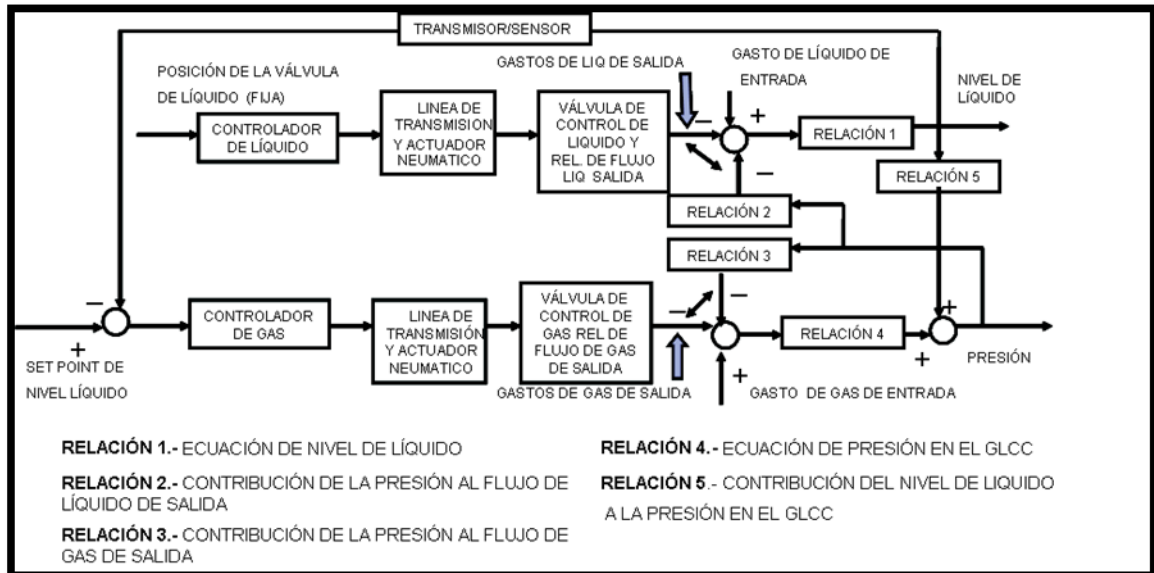 TRANSMISOR/SENSOR
POSICIÓN DE LA VÁLVULA
DE LÍQUIDO (FIJA)
GASTOS DE LIQ DE SALIDA
GASTO DE LÍQUIDO DE
ENTRADA
NIVEL DE
LÍQUIDO
CONTROLADOR
DE LÍQUIDO
LINEA DE
TRANSMISION
Y ACTUADOR
NEUMATICO
VÁLVULA DE
CONTROL DE
LIQUIDO Y
REL. DE FLUJO
LIQ SALIDA
–
+
RELACIÓN 1
–
RELACIÓN 5
RELACIÓN 2
RELACIÓN 3
–
+
SET POINT DE
NIVEL LÍQUIDO
CONTROLADOR
DE GAS
LINEA DE
TRANSMISIÓN
Y ACTUADOR
NEUMATICO
VÁLVULA DE
CONTROL DE
GAS REL DE
FLUJO DE GAS
DE SALIDA
–
–
+
RELACIÓN 4
+
+
PRESIÓN
GASTOS DE GAS DE SALIDA
GASTO DE GAS DE ENTRADA
RELACIÓN 1.- ECUACIÓN DE NIVEL DE LÍQUIDO
RELACIÓN 2.- CONTRIBUCIÓN DE LA PRESIÓN AL FLUJO DE
LÍQUIDO DE SALIDA
RELACIÓN 3.- CONTRIBUCIÓN DE LA PRESIÓN AL FLUJO DE
GAS DE SALIDA
RELACIÓN 4.- ECUACIÓN DE PRESIÓN EN EL GLCC
RELACIÓN 5.- CONTRIBUCIÓN DEL NIVEL DE LIQUIDO
A LA PRESIÓN EN EL GLCC